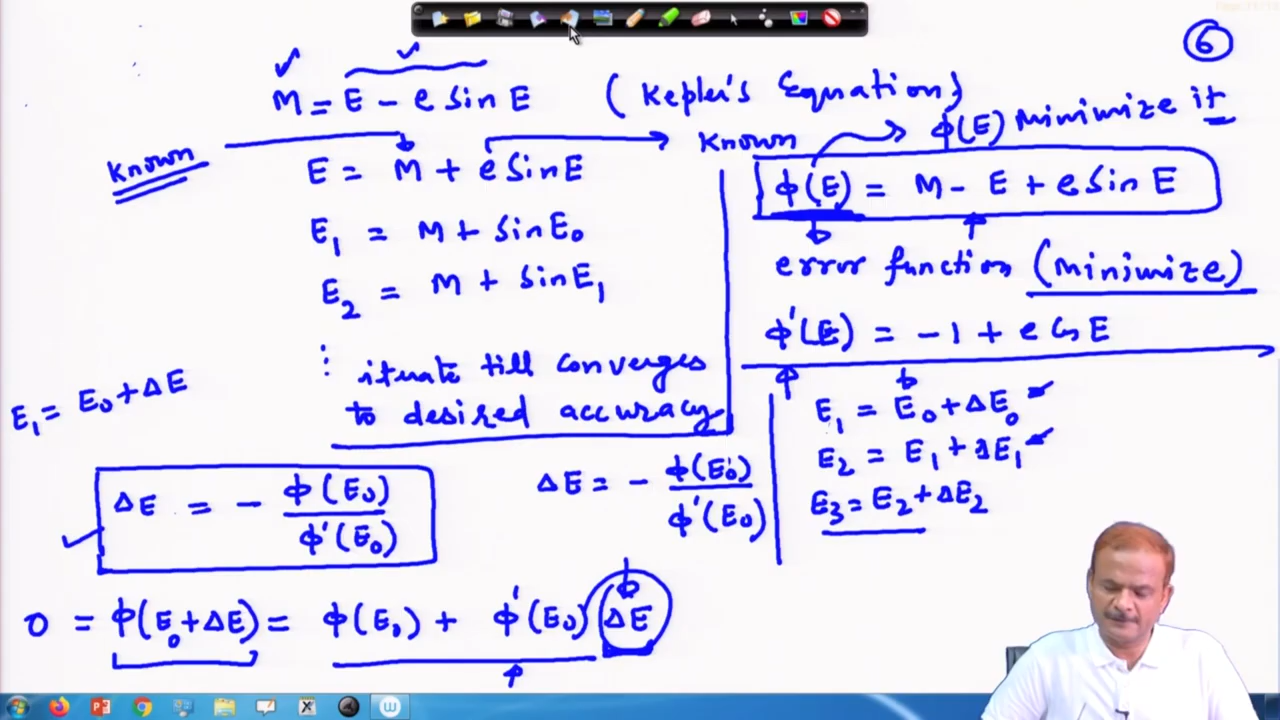 6
M = E - e sin E (Kepler's Equation)
Known
E = M + e sin E
Known
ϕ(E) minimize it
E₁ = M + sin E₀
E₂ = M + sin E₁
⋮ ituate till converges
to desired accuracy
ϕ(E) = M - E + e sin E
error function (minimize)
ϕ'(E) = -1 + e cos E
E₁ = E₀ + ΔE
ΔE = - ϕ(E₀) / ϕ'(E₀)
ΔE = - ϕ(E₀) / ϕ'(E₀)
E₁ = E₀ + ΔE₀
E₂ = E₁ + ΔE₁
E₃ = E₂ + ΔE₂
0 = ϕ(E₀ + ΔE) = ϕ(E₀) + ϕ'(E₀) ΔE